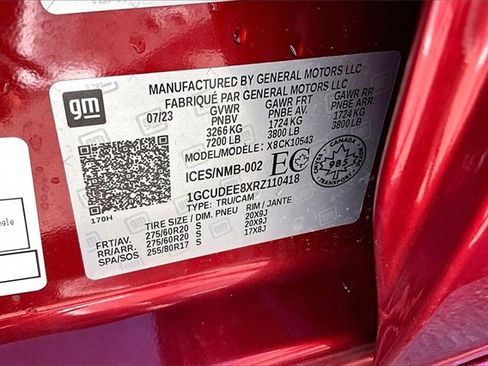 gm
MANUFACTURED BY GENERAL MOTORS LLC
FABRIQUÉ PAR GENERAL MOTORS LLC
07/23 GVWR GAWR FRT GAWR RR
PNBV PNBE AV. PNBE ARR.
3266 KG 1724 KG 1724 KG
7200 LB 3800 LB 3800 LB
MODEL/MODÈLE: X8CK10543
ICES/NMB-002 EC
CANADA
985
1GCUDEE8XRZ110418
TYPE: TRU/CAM
170H
TIRE SIZE / DIM. PNEU RIM / JANTE
FRT/AV. 275/60R20 S 20X9J
RR/ARR. 275/60R20 S 20X9J
SPA/SOS 255/80R17 S 17X8J